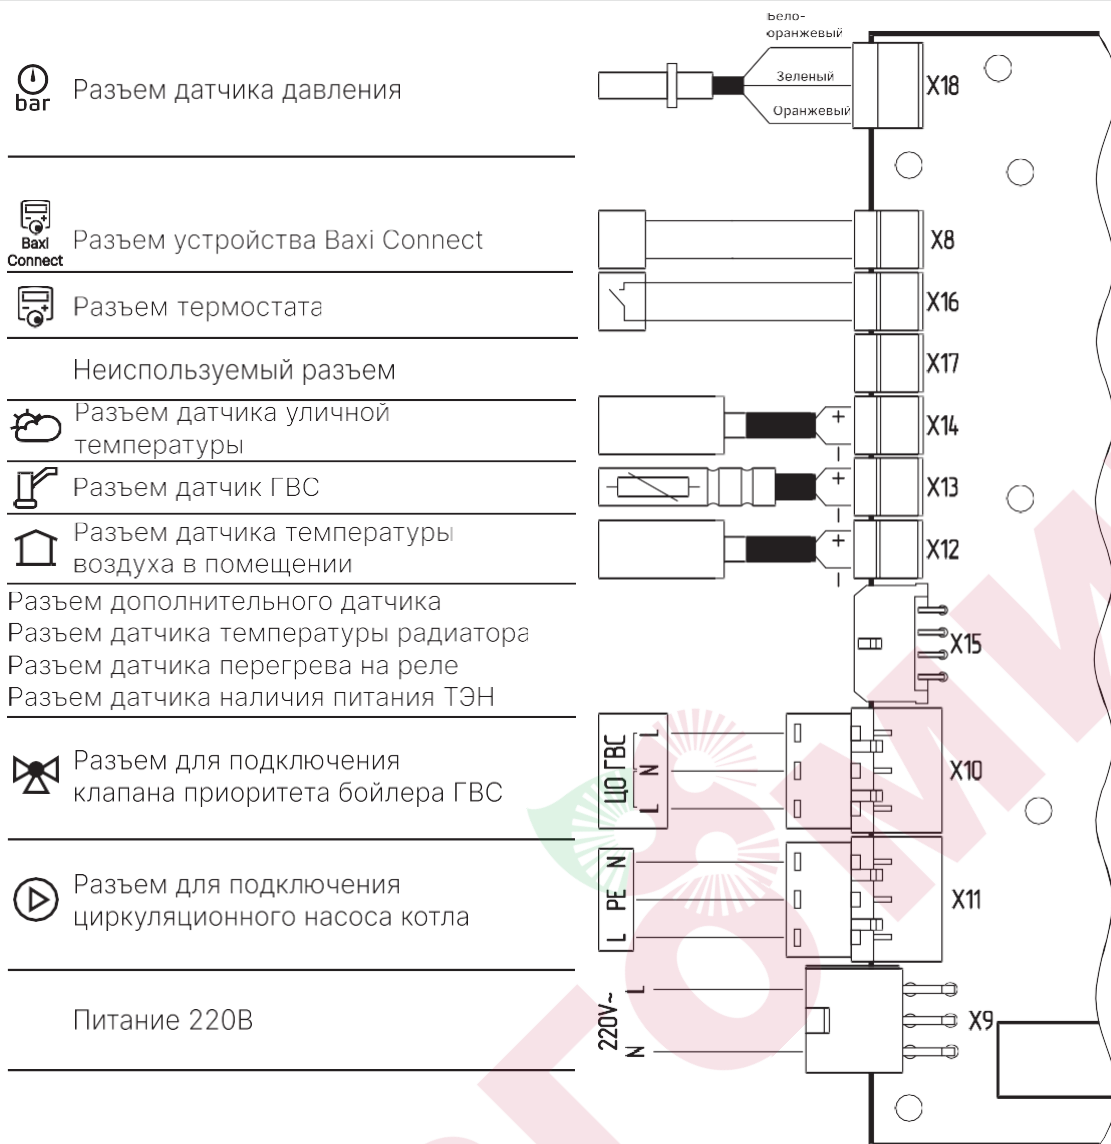 Бело-
оранжевый
bar
Разъем датчика давления
Зеленый
Оранжевый
X18
Baxi
Connect
Разъем устройства Baxi Connect
X8
Разъем термостата
X16
Неиспользуемый разъем
X17
Разъем датчика уличной
температуры
+
−
X14
Разъем датчик ГВС
+
−
X13
Разъем датчика температуры
воздуха в помещении
+
−
X12
Разъем дополнительного датчика
Разъем датчика температуры радиатора
Разъем датчика перегрева на реле
Разъем датчика наличия питания ТЭН
X15
Разъем для подключения
клапана приоритета бойлера ГВС
ЦО ГВС
L N L
X10
Разъем для подключения
циркуляционного насоса котла
L PE N
X11
Питание 220В
220V~
N L
X9